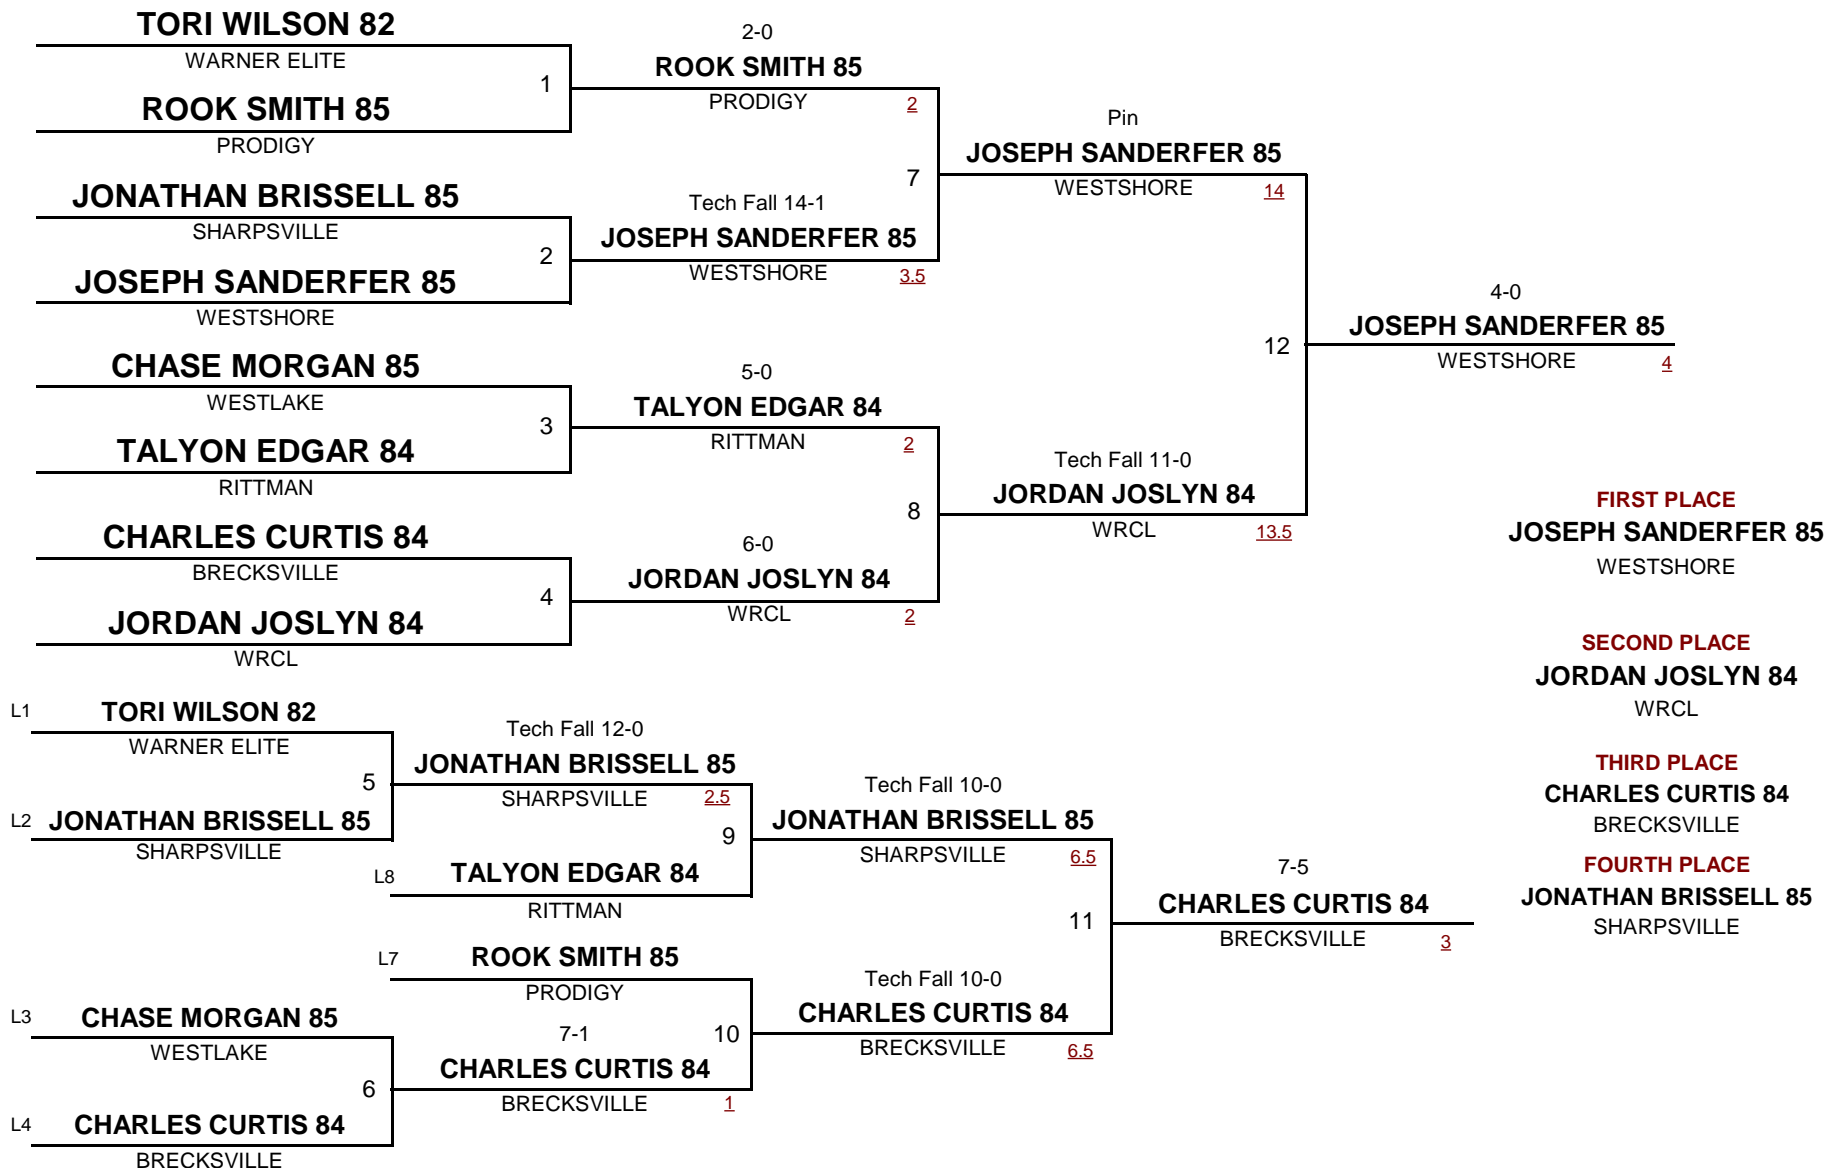 TORI WILSON 82
WARNER ELITE
1
ROOK SMITH 85
PRODIGY
2-0
ROOK SMITH 85
PRODIGY
2
JONATHAN BRISSELL 85
SHARPSVILLE
2
JOSEPH SANDERFER 85
WESTSHORE
Tech Fall 14-1
JOSEPH SANDERFER 85
WESTSHORE
3.5
7
Pin
JOSEPH SANDERFER 85
WESTSHORE
14
CHASE MORGAN 85
WESTLAKE
3
TALYON EDGAR 84
RITTMAN
5-0
TALYON EDGAR 84
RITTMAN
2
CHARLES CURTIS 84
BRECKSVILLE
4
JORDAN JOSLYN 84
WRCL
6-0
JORDAN JOSLYN 84
WRCL
2
8
Tech Fall 11-0
JORDAN JOSLYN 84
WRCL
13.5
12
4-0
JOSEPH SANDERFER 85
WESTSHORE
4
FIRST PLACE
JOSEPH SANDERFER 85
WESTSHORE
SECOND PLACE
JORDAN JOSLYN 84
WRCL
THIRD PLACE
CHARLES CURTIS 84
BRECKSVILLE
FOURTH PLACE
JONATHAN BRISSELL 85
SHARPSVILLE
L1
TORI WILSON 82
WARNER ELITE
5
L2
JONATHAN BRISSELL 85
SHARPSVILLE
Tech Fall 12-0
JONATHAN BRISSELL 85
SHARPSVILLE
2.5
9
L8
TALYON EDGAR 84
RITTMAN
Tech Fall 10-0
JONATHAN BRISSELL 85
SHARPSVILLE
6.5
L7
ROOK SMITH 85
PRODIGY
L3
CHASE MORGAN 85
WESTLAKE
6
L4
CHARLES CURTIS 84
BRECKSVILLE
7-1
CHARLES CURTIS 84
BRECKSVILLE
1
10
Tech Fall 10-0
CHARLES CURTIS 84
BRECKSVILLE
6.5
11
7-5
CHARLES CURTIS 84
BRECKSVILLE
3